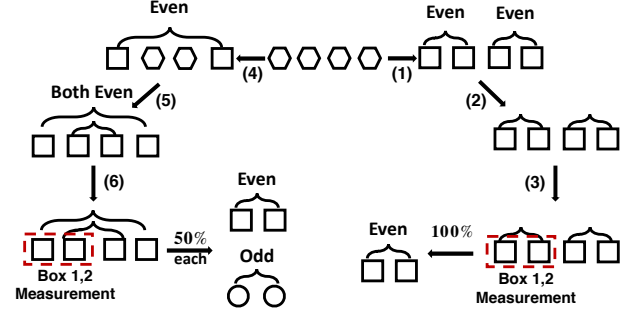 Even
Even Even
(4)
(1)
(5)
(2)
Both Even
(6)
(3)
Even
50%
each
Odd
Even
100%
Box 1,2
Measurement
Box 1,2
Measurement